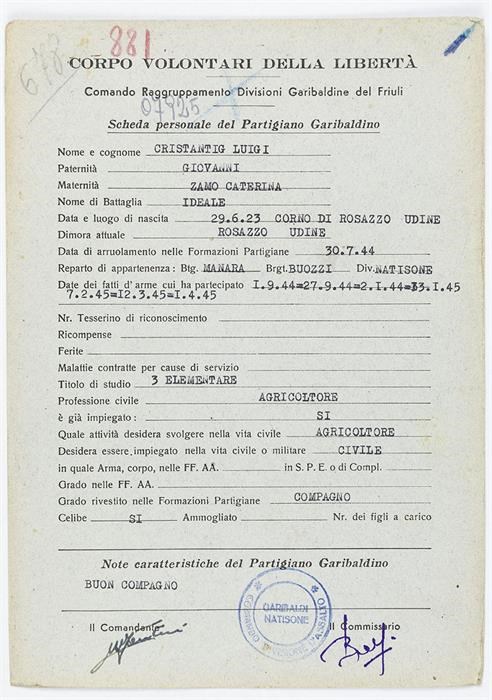 678
881
CORPO VOLONTARI DELLA LIBERTÀ
Comando Raggruppamento Divisioni Garibaldine del Friuli
07925
Scheda personale del Partigiano Garibaldino
Nome e cognome CRISTANTIG LUIGI
Paternità GIOVANNI
Maternità ZAMO CATERINA
Nome di Battaglia IDEALE
Data e luogo di nascita 29.6.23 CORNO DI ROSAZZO UDINE
Dimora attuale ROSAZZO UDINE
Data di arruolamento nelle Formazioni Partigiane 30.7.44
Reparto di appartenenza: Btg. MANARA Brgt. BUOZZI Div. NATISONE
Date dei fatti d'arme cui ha partecipato I.9.44=27.9.44=2.I.44=I3.I.45
7.2.45=I2.3.45=I.4.45
Nr. Tesserino di riconoscimento
Ricompense
Ferite
Malattie contratte per cause di servizio
Titolo di studio 3 ELEMENTARE
Professione civile AGRICOLTORE
è già impiegato: SI
Quale attività desidera svolgere nella vita civile AGRICOLTORE
Desidera essere impiegato nella vita civile o militare CIVILE
in quale Arma, corpo, nelle FF. AA. in S. P. E. o di Compl.
Grado nelle FF. AA.
Grado rivestito nelle Formazioni Partigiane COMPAGNO
Celibe SI Ammogliato Nr. dei figli a carico
Note caratteristiche del Partigiano Garibaldino
BUON COMPAGNO
GARIBALDI
NATISONE
COMANDO DIVISIONE D'ASSALTO
Il Comandante Il Commissario